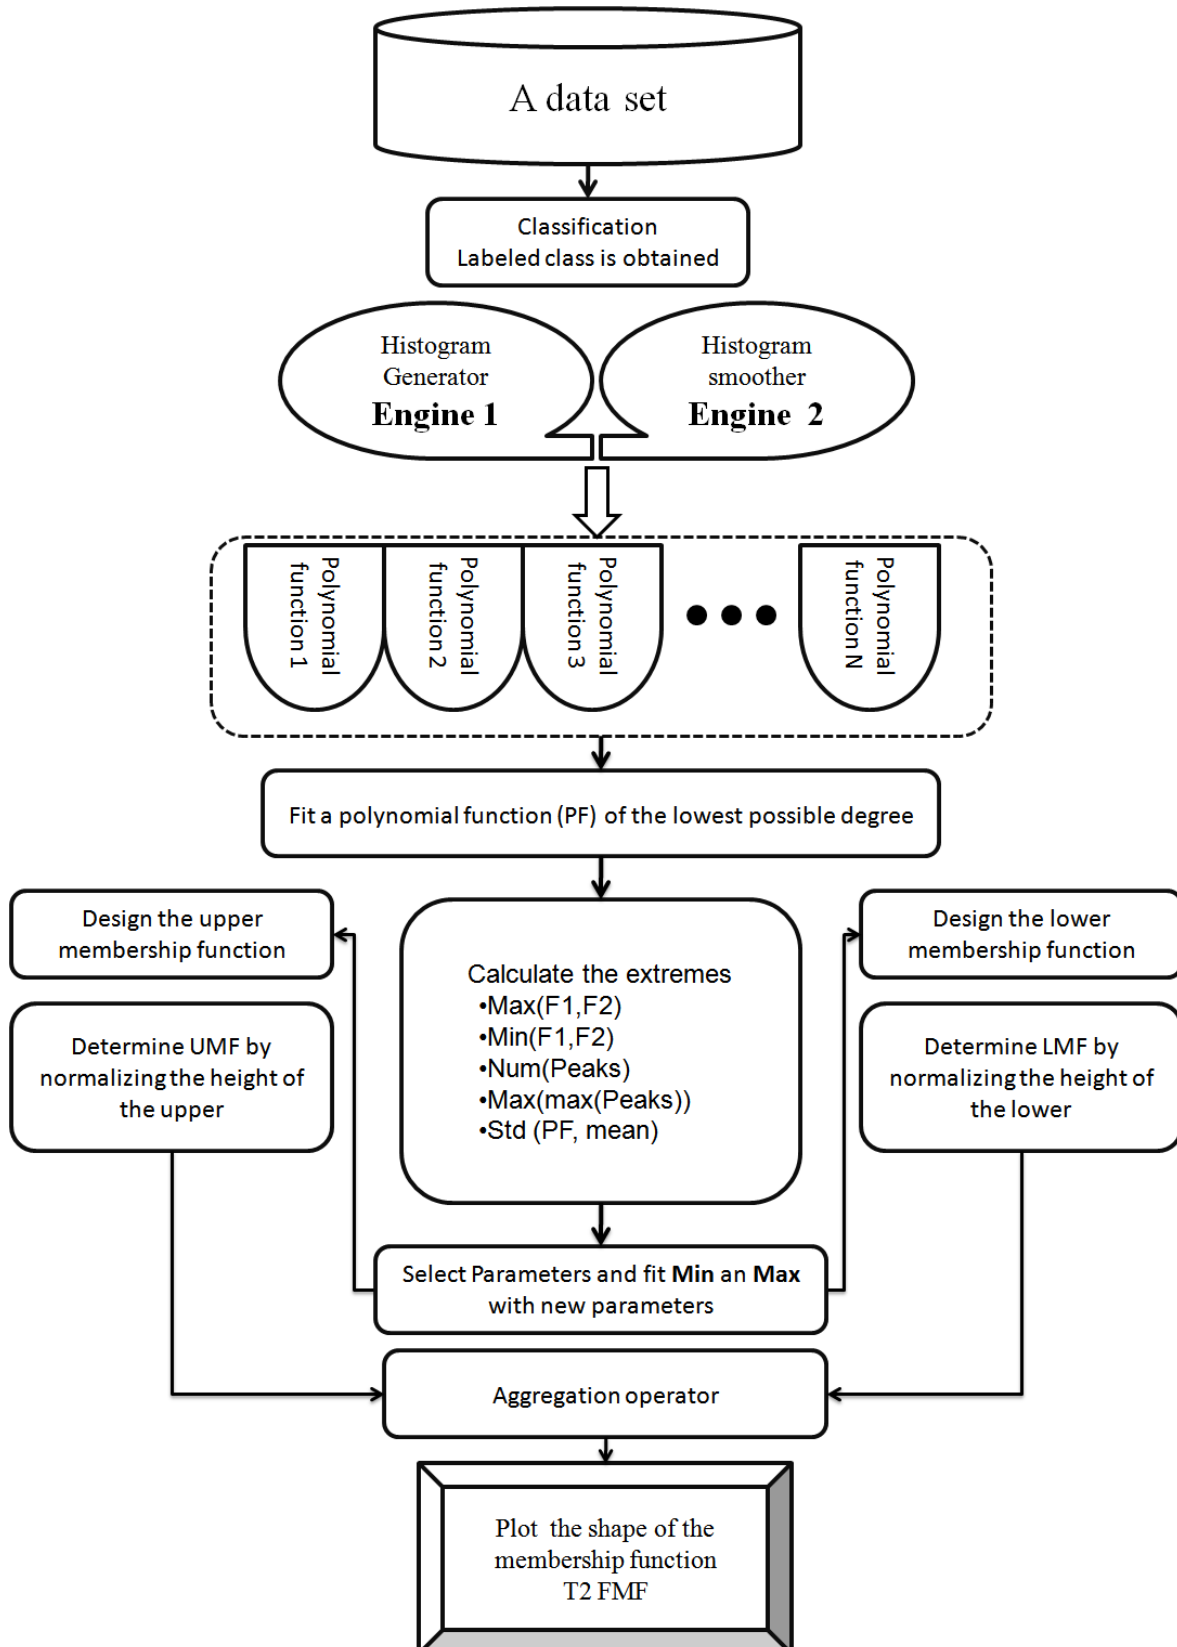 A data set
Classification
Labeled class is obtained
Histogram
Generator
Engine 1
Histogram
smoother
Engine 2
Polynomial
function 1
Polynomial
function 2
Polynomial
function 3
Polynomial
function N
Fit a polynomial function (PF) of the lowest possible degree
Design the upper
membership function
Design the lower
membership function
Calculate the extremes
•Max(F1,F2)
•Min(F1,F2)
•Num(Peaks)
•Max(max(Peaks))
•Std (PF, mean)
Determine UMF by
normalizing the height of
the upper
Determine LMF by
normalizing the height of
the lower
Select Parameters and fit Min an Max
with new parameters
Aggregation operator
Plot the shape of the
membership function
T2 FMF